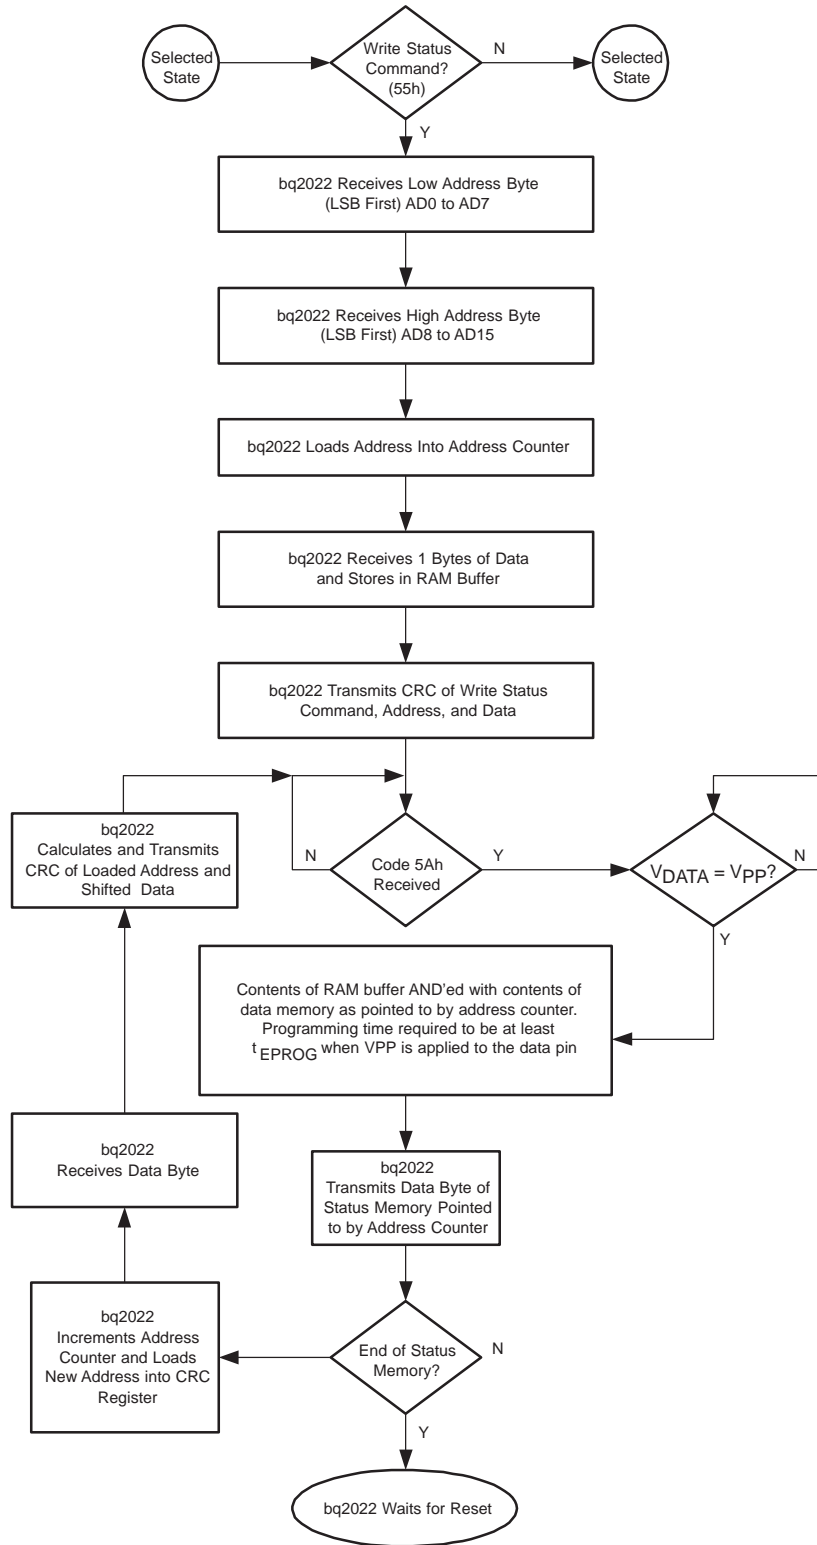 Selected
State
Write Status
Command?
(55h)
N
Selected
State
Y
bq2022 Receives Low Address Byte
(LSB First) AD0 to AD7
bq2022 Receives High Address Byte
(LSB First) AD8 to AD15
bq2022 Loads Address Into Address Counter
bq2022 Receives 1 Bytes of Data
and Stores in RAM Buffer
bq2022 Transmits CRC of Write Status
Command, Address, and Data
bq2022
Calculates and Transmits
CRC of Loaded Address and
Shifted Data
N
Code 5Ah
Received
Y
VDATA = VPP?
N
Y
Contents of RAM buffer AND'ed with contents of
data memory as pointed to by address counter.
Programming time required to be at least
tEPROG when VPP is applied to the data pin
bq2022
Receives Data Byte
bq2022
Transmits Data Byte of
Status Memory Pointed
to by Address Counter
bq2022
Increments Address
Counter and Loads
New Address into CRC
Register
End of Status
Memory?
N
Y
bq2022 Waits for Reset